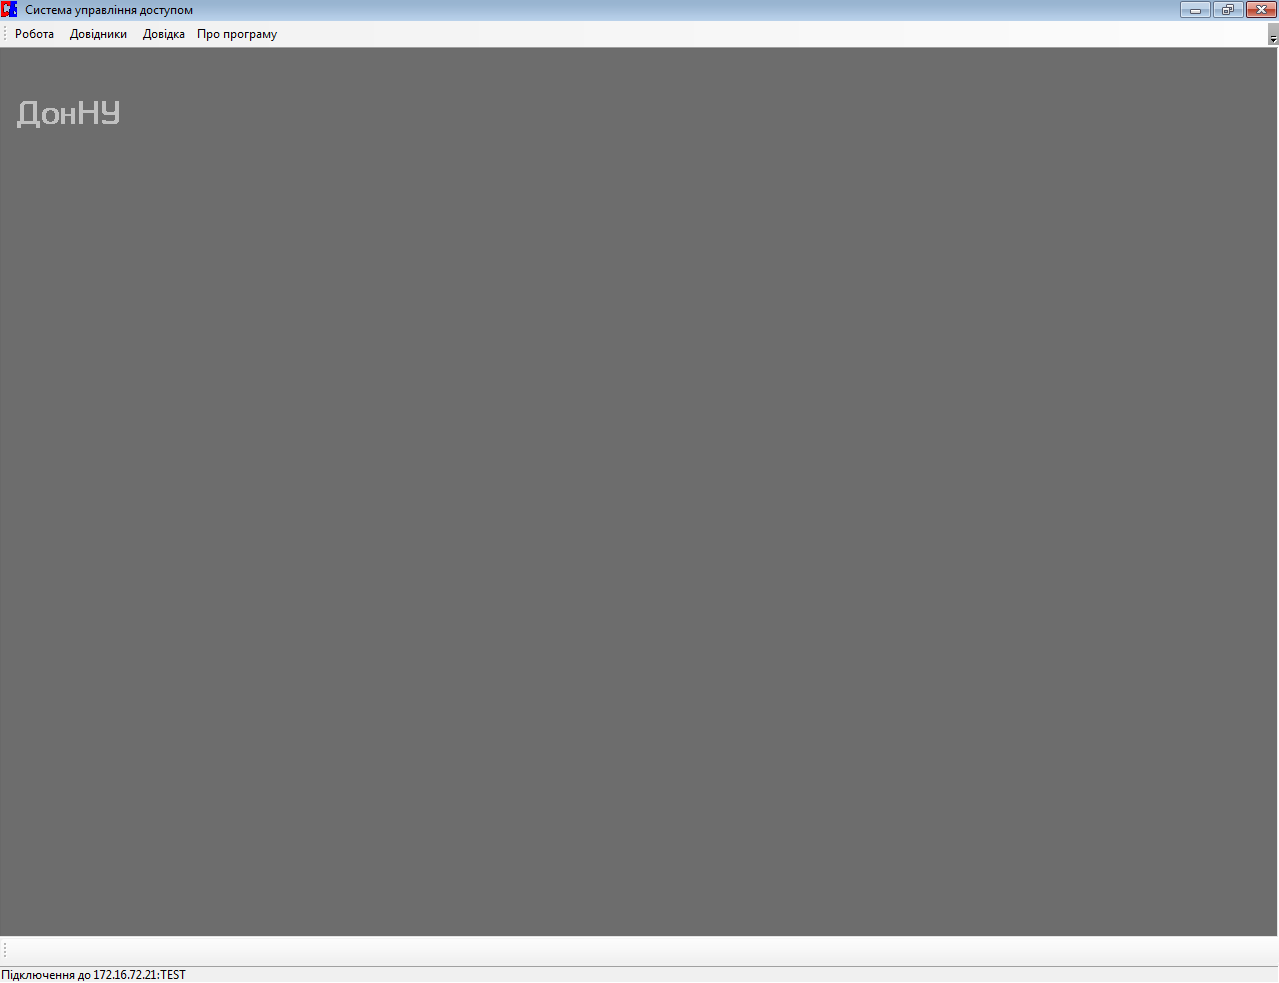 Система управління доступом
Робота Довідники Довідка Про програму
ДонНУ
Підключення до 172.16.72.21:TEST